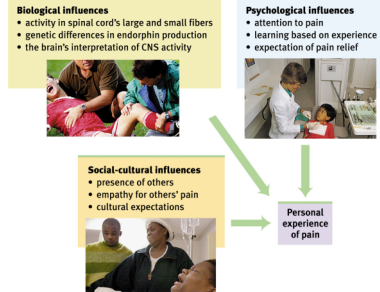 Biological influences
• activity in spinal cord's large and small fibers
• genetic differences in endorphin production
• the brain's interpretation of CNS activity
Psychological influences
• attention to pain
• learning based on experience
• expectation of pain relief
Social-cultural influences
• presence of others
• empathy for others' pain
• cultural expectations
Personal
experience
of pain